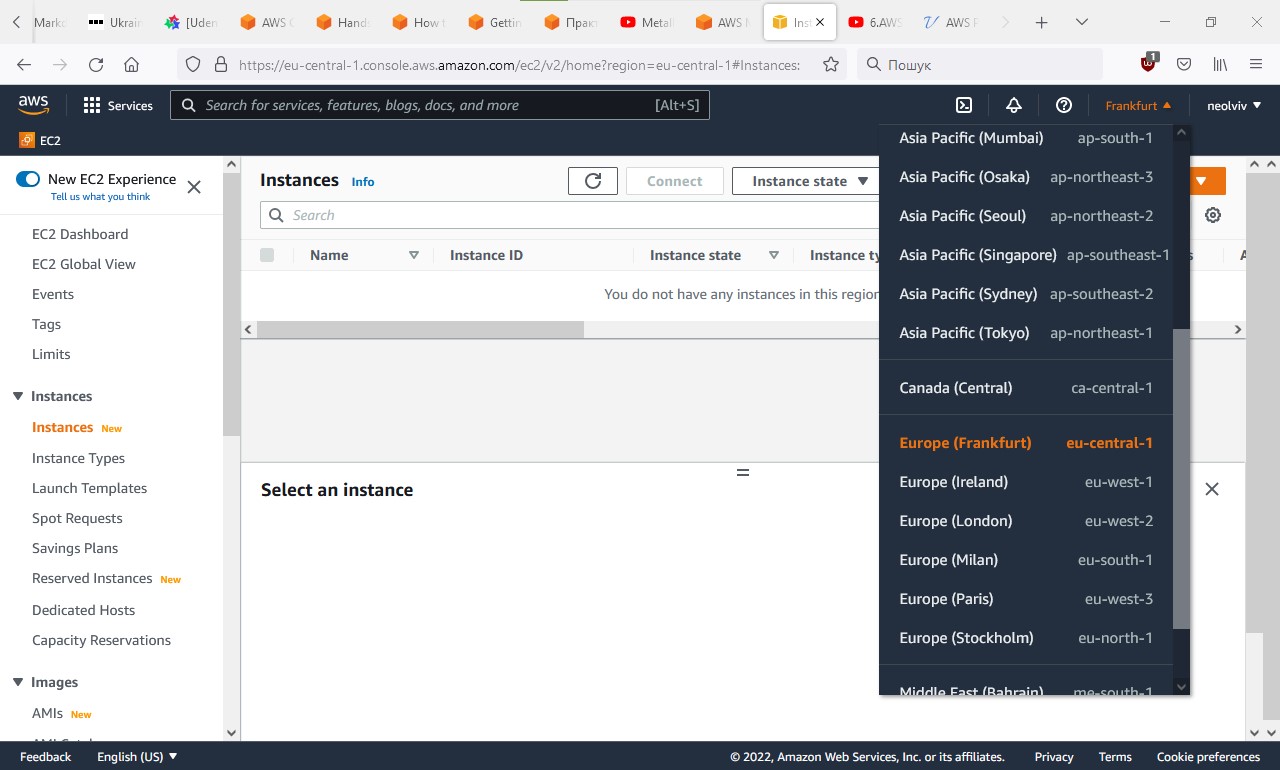 Marko
Ukrain
[Uden
AWS
Hands
How t
Gettin
Практ
Metall
AWS
Inst
6.AWS
AWS P
https://eu-central-1.console.aws.amazon.com/ec2/v2/home?region=eu-central-1#Instances:
Пошук
1
aws
Services
Search for services, features, blogs, docs, and more
[Alt+S]
Frankfurt
neolviv
EC2
New EC2 Experience
Tell us what you think
EC2 Dashboard
EC2 Global View
Events
Tags
Limits
Instances
Instances New
Instance Types
Launch Templates
Spot Requests
Savings Plans
Reserved Instances New
Dedicated Hosts
Capacity Reservations
Images
AMIs New
Instances Info
Connect
Instance state
Search
Name
Instance ID
Instance state
Instance ty
You do not have any instances in this region
Select an instance
Asia Pacific (Mumbai) ap-south-1
Asia Pacific (Osaka) ap-northeast-3
Asia Pacific (Seoul) ap-northeast-2
Asia Pacific (Singapore) ap-southeast-1
Asia Pacific (Sydney) ap-southeast-2
Asia Pacific (Tokyo) ap-northeast-1
Canada (Central) ca-central-1
Europe (Frankfurt) eu-central-1
Europe (Ireland) eu-west-1
Europe (London) eu-west-2
Europe (Milan) eu-south-1
Europe (Paris) eu-west-3
Europe (Stockholm) eu-north-1
Middle East (Bahrain) me-south-1
Feedback
English (US)
© 2022, Amazon Web Services, Inc. or its affiliates.
Privacy
Terms
Cookie preferences